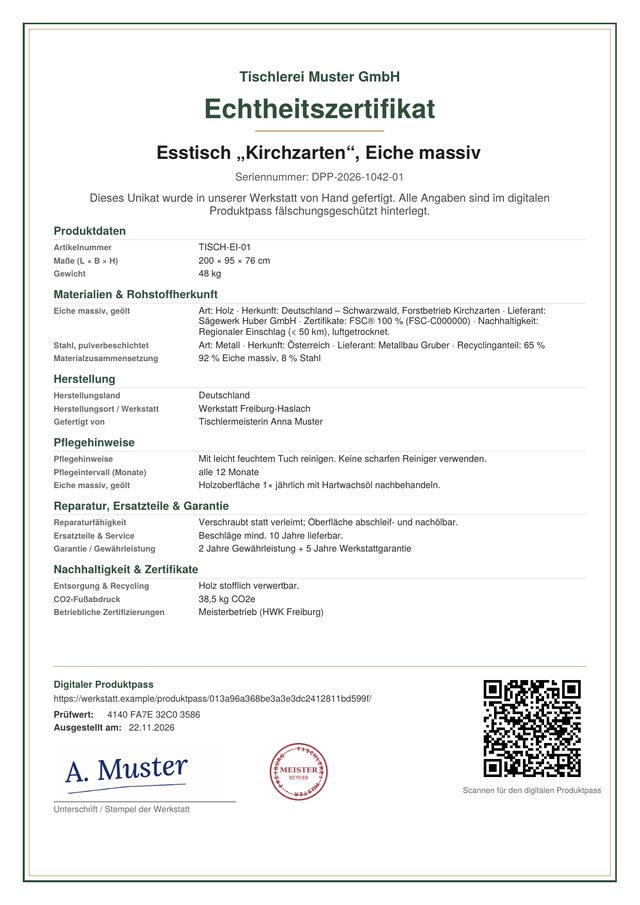 Tischlerei Muster GmbH
Echtheitszertifikat
Esstisch „Kirchzarten“, Eiche massiv
Seriennummer: DPP-2026-1042-01
Dieses Unikat wurde in unserer Werkstatt von Hand gefertigt. Alle Angaben sind im digitalen
Produktpass fälschungsgeschützt hinterlegt.
Produktdaten
Artikelnummer TISCH-EI-01
Maße (L × B × H) 200 × 95 × 76 cm
Gewicht 48 kg
Materialien & Rohstoffherkunft
Eiche massiv, geölt Art: Holz · Herkunft: Deutschland – Schwarzwald, Forstbetrieb Kirchzarten · Lieferant:
Sägewerk Huber GmbH · Zertifikate: FSC® 100 % (FSC-C000000) · Nachhaltigkeit:
Regionaler Einschlag (< 50 km), luftgetrocknet.
Stahl, pulverbeschichtet Art: Metall · Herkunft: Österreich · Lieferant: Metallbau Gruber · Recyclinganteil: 65 %
Materialzusammensetzung 92 % Eiche massiv, 8 % Stahl
Herstellung
Herstellungsland Deutschland
Herstellungsort / Werkstatt Werkstatt Freiburg-Haslach
Gefertigt von Tischlermeisterin Anna Muster
Pflegehinweise
Pflegehinweise Mit leicht feuchtem Tuch reinigen. Keine scharfen Reiniger verwenden.
Pflegeintervall (Monate) alle 12 Monate
Eiche massiv, geölt Holzoberfläche 1× jährlich mit Hartwachsöl nachbehandeln.
Reparatur, Ersatzteile & Garantie
Reparaturfähigkeit Verschraubt statt verleimt; Oberfläche abschleif- und nachölbar.
Ersatzteile & Service Beschläge mind. 10 Jahre lieferbar.
Garantie / Gewährleistung 2 Jahre Gewährleistung + 5 Jahre Werkstattgarantie
Nachhaltigkeit & Zertifikate
Entsorgung & Recycling Holz stofflich verwertbar.
CO2-Fußabdruck 38,5 kg CO2e
Betriebliche Zertifizierungen Meisterbetrieb (HWK Freiburg)
Digitaler Produktpass
https://werkstatt.example/produktpass/013a96a368be3a3e3dc2412811bd599f/
Prüfwert: 4140 FA7E 32C0 3586
Ausgestellt am: 22.11.2026
A. Muster
TISCHLEREI MUSTER · FREIBURG ·
MEISTER
BETRIEB
Unterschrift / Stempel der Werkstatt
Scannen für den digitalen Produktpass